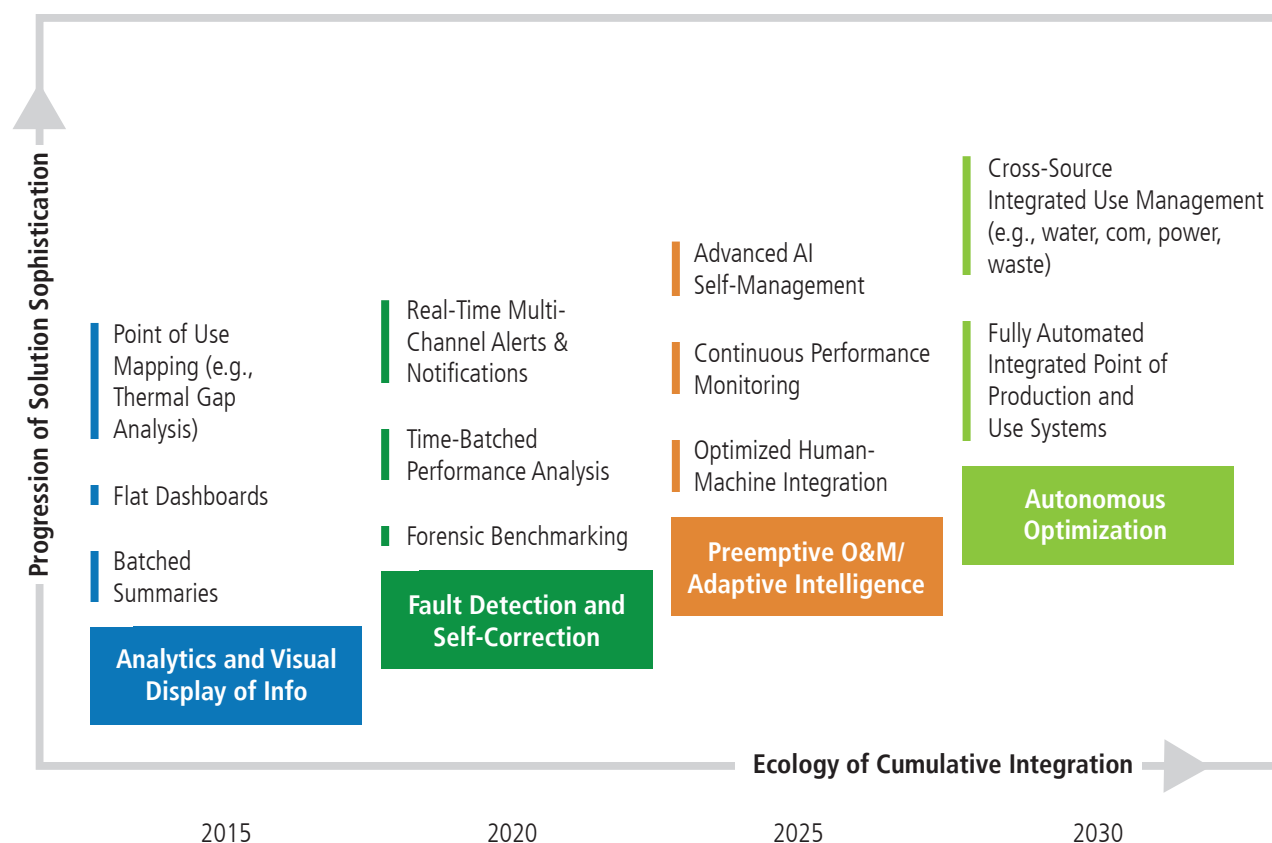 Progression of Solution Sophistication
Point of Use
Mapping (e.g.,
Thermal Gap
Analysis)
Flat Dashboards
Batched
Summaries
Analytics and Visual
Display of Info
Real-Time Multi-
Channel Alerts &
Notifications
Time-Batched
Performance Analysis
Forensic Benchmarking
Fault Detection and
Self-Correction
Advanced AI
Self-Management
Continuous Performance
Monitoring
Optimized Human-
Machine Integration
Preemptive O&M/
Adaptive Intelligence
Cross-Source
Integrated Use Management
(e.g., water, com, power,
waste)
Fully Automated
Integrated Point of
Production and
Use Systems
Autonomous
Optimization
Ecology of Cumulative Integration
2015
2020
2025
2030